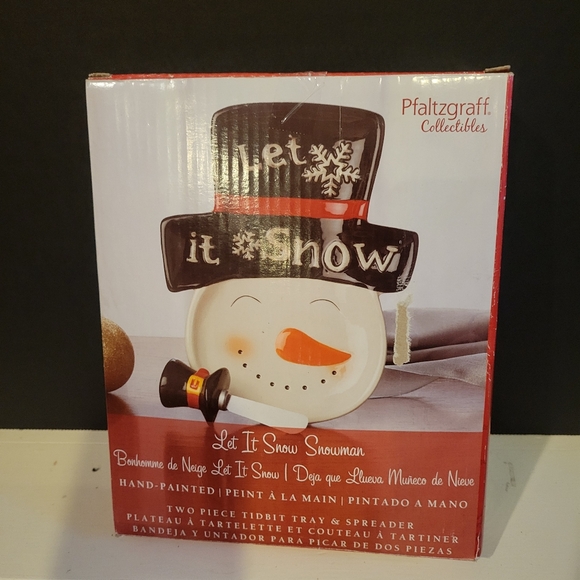 Pfaltzgraff
Collectibles
Let
it Snow
Let It Snow Snowman
Bonhomme de Neige Let It Snow | Deja que Llueva Muñeco de Nieve
HAND-PAINTED | PEINT À LA MAIN | PINTADO A MANO
TWO PIECE TIDBIT TRAY & SPREADER
PLATEAU À TARTELETTE ET COUTEAU À TARTINER
BANDEJA Y UNTADOR PARA PICAR DE DOS PIEZAS